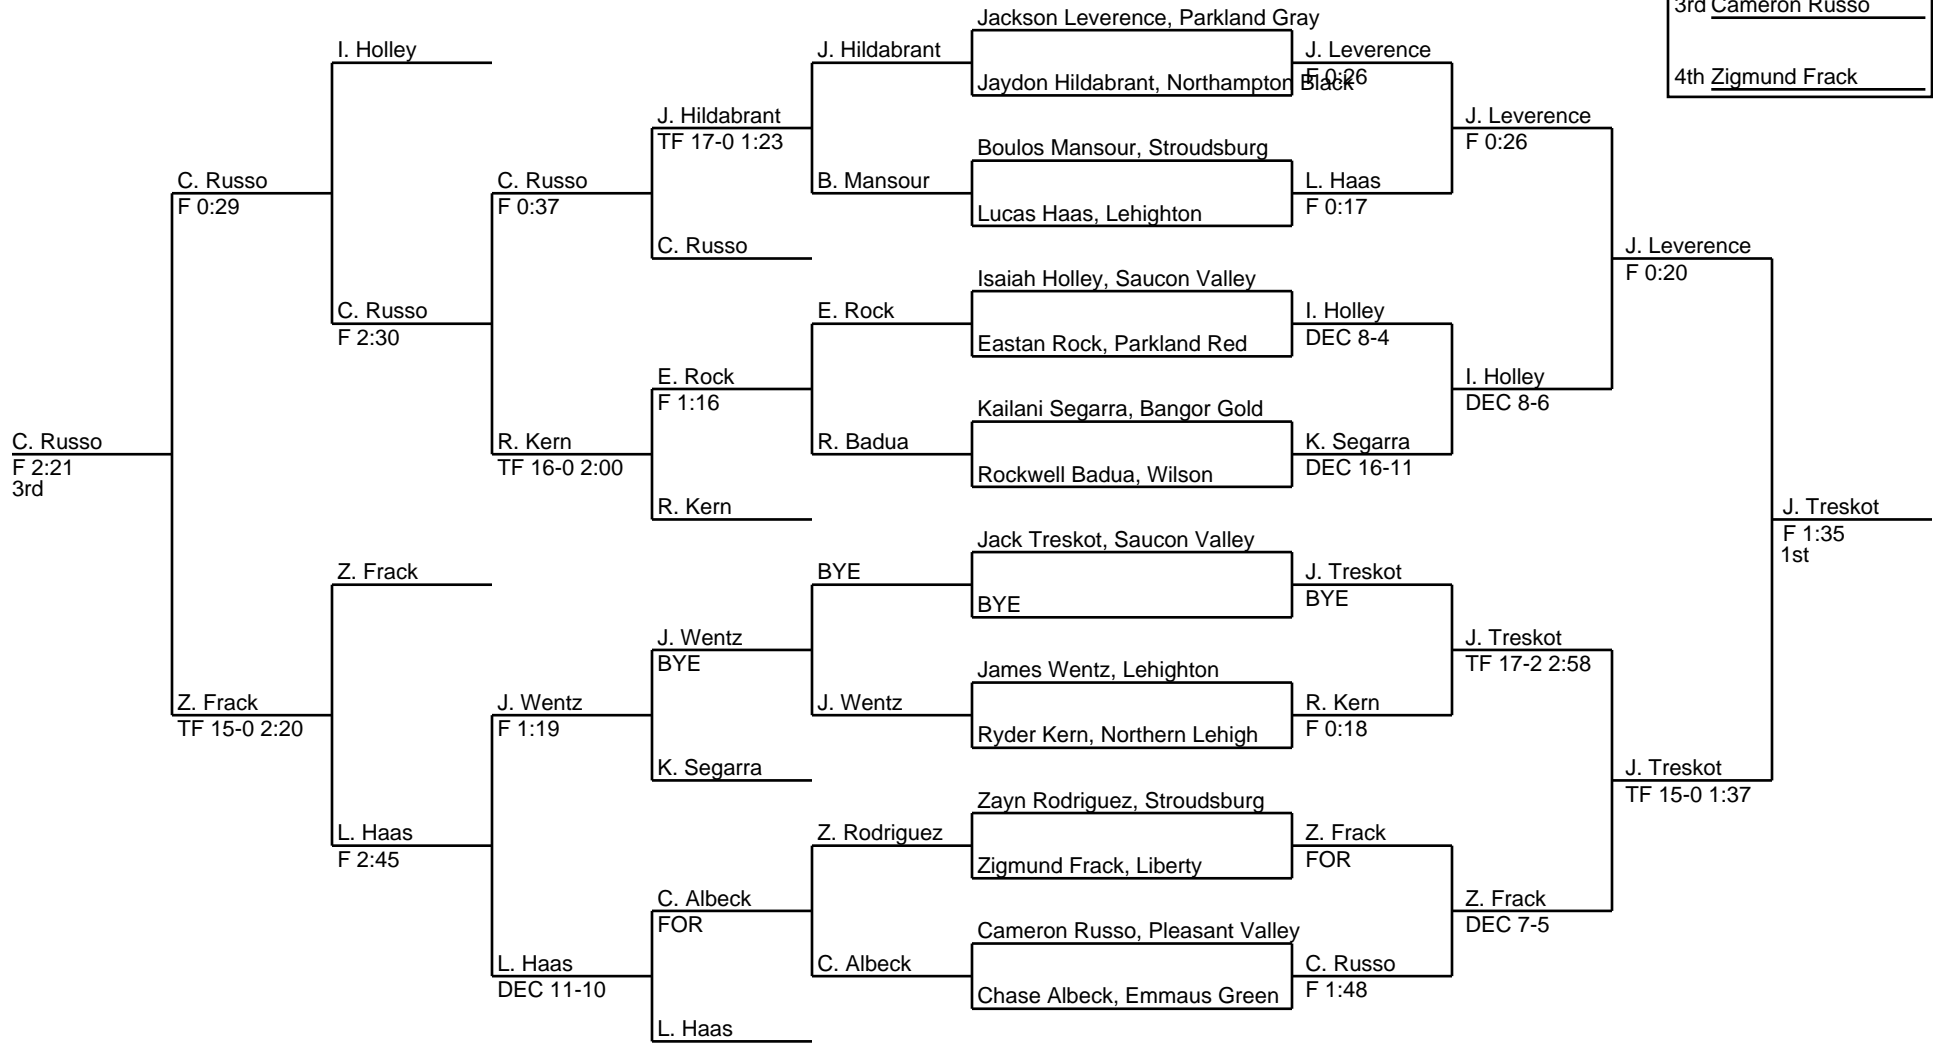 3rd Cameron Russo
4th Zigmund Frack
Jackson Leverence, Parkland Gray
I. Holley
J. Hildabrant
J. Leverence
F 0:26
Jaydon Hildabrant, Northampton Black
J. Hildabrant
TF 17-0 1:23
J. Leverence
F 0:26
Boulos Mansour, Stroudsburg
C. Russo
F 0:29
C. Russo
F 0:37
B. Mansour
L. Haas
F 0:17
Lucas Haas, Lehighton
C. Russo
J. Leverence
F 0:20
Isaiah Holley, Saucon Valley
C. Russo
F 2:30
E. Rock
I. Holley
DEC 8-4
Eastan Rock, Parkland Red
E. Rock
F 1:16
I. Holley
DEC 8-6
Kailani Segarra, Bangor Gold
C. Russo
F 2:21
3rd
R. Kern
TF 16-0 2:00
R. Badua
K. Segarra
DEC 16-11
Rockwell Badua, Wilson
R. Kern
J. Treskot
F 1:35
1st
Jack Treskot, Saucon Valley
Z. Frack
BYE
J. Treskot
BYE
BYE
J. Wentz
BYE
J. Treskot
TF 17-2 2:58
James Wentz, Lehighton
Z. Frack
TF 15-0 2:20
J. Wentz
F 1:19
J. Wentz
R. Kern
F 0:18
Ryder Kern, Northern Lehigh
K. Segarra
J. Treskot
TF 15-0 1:37
Zayn Rodriguez, Stroudsburg
L. Haas
F 2:45
Z. Rodriguez
Z. Frack
FOR
Zigmund Frack, Liberty
C. Albeck
FOR
Z. Frack
DEC 7-5
Cameron Russo, Pleasant Valley
L. Haas
DEC 11-10
C. Albeck
C. Russo
F 1:48
Chase Albeck, Emmaus Green
L. Haas